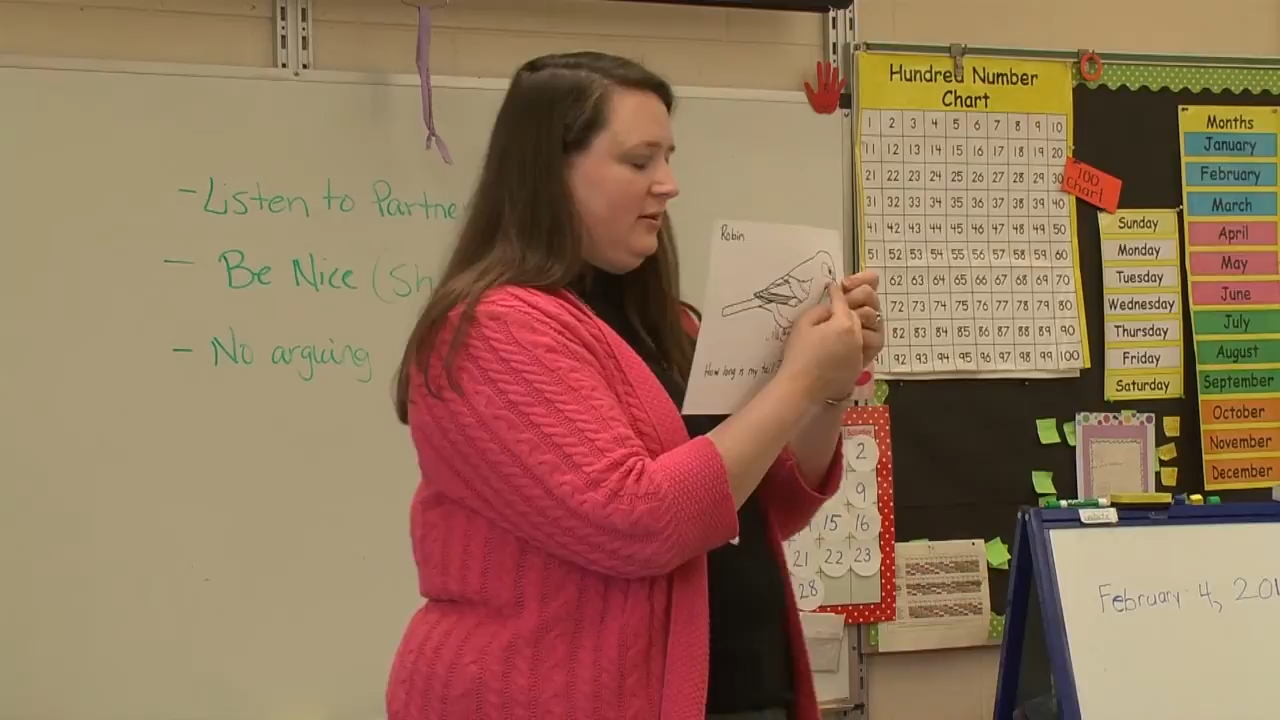 -Listen to Partne
- Be Nice (Sh
- No arguing
Robin
How long is my tail?
Hundred Number
Chart
1 2 3 4 5 6 7 8 9 10
11 12 13 14 15 16 17 18 19 20
21 22 23 24 25 26 27 28 29 30
31 32 33 34 35 36 37 38 39 40
41 42 43 44 45 46 47 48 49 50
51 52 53 54 55 56 57 58 59 60
62 63 64 65 66 67 68 69 70
72 73 74 75 76 77 78 79 80
82 83 84 85 86 87 88 89 90
92 93 94 95 96 97 98 99 100
100
Chart
Sunday
Monday
Tuesday
Wednesday
Thursday
Friday
Saturday
Months
January
February
March
April
May
June
July
August
September
October
November
December
Saturday
2
9
15 16
21 22 23
28
February 4, 201